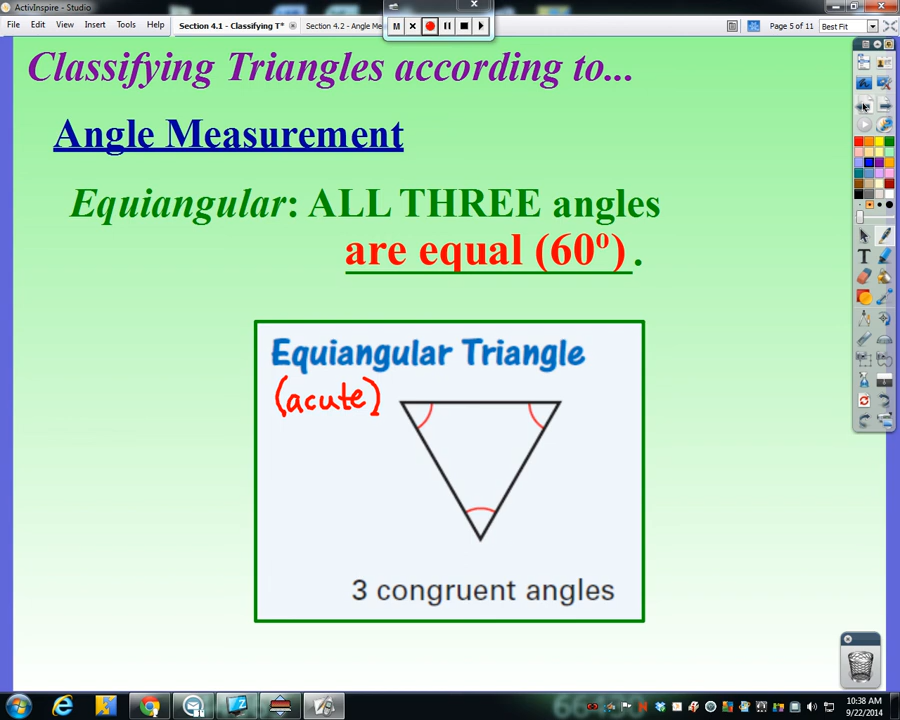 ActivInspire - Studio
File Edit View Insert Tools Help
Section 4.1 - Classifying T*
Section 4.2 - Angle Me
M
Page 5 of 11
Best Fit
Classifying Triangles according to...
Angle Measurement
Equiangular: ALL THREE angles
are equal (60º).
Equiangular Triangle
(acute)
3 congruent angles
10:38 AM
9/22/2014